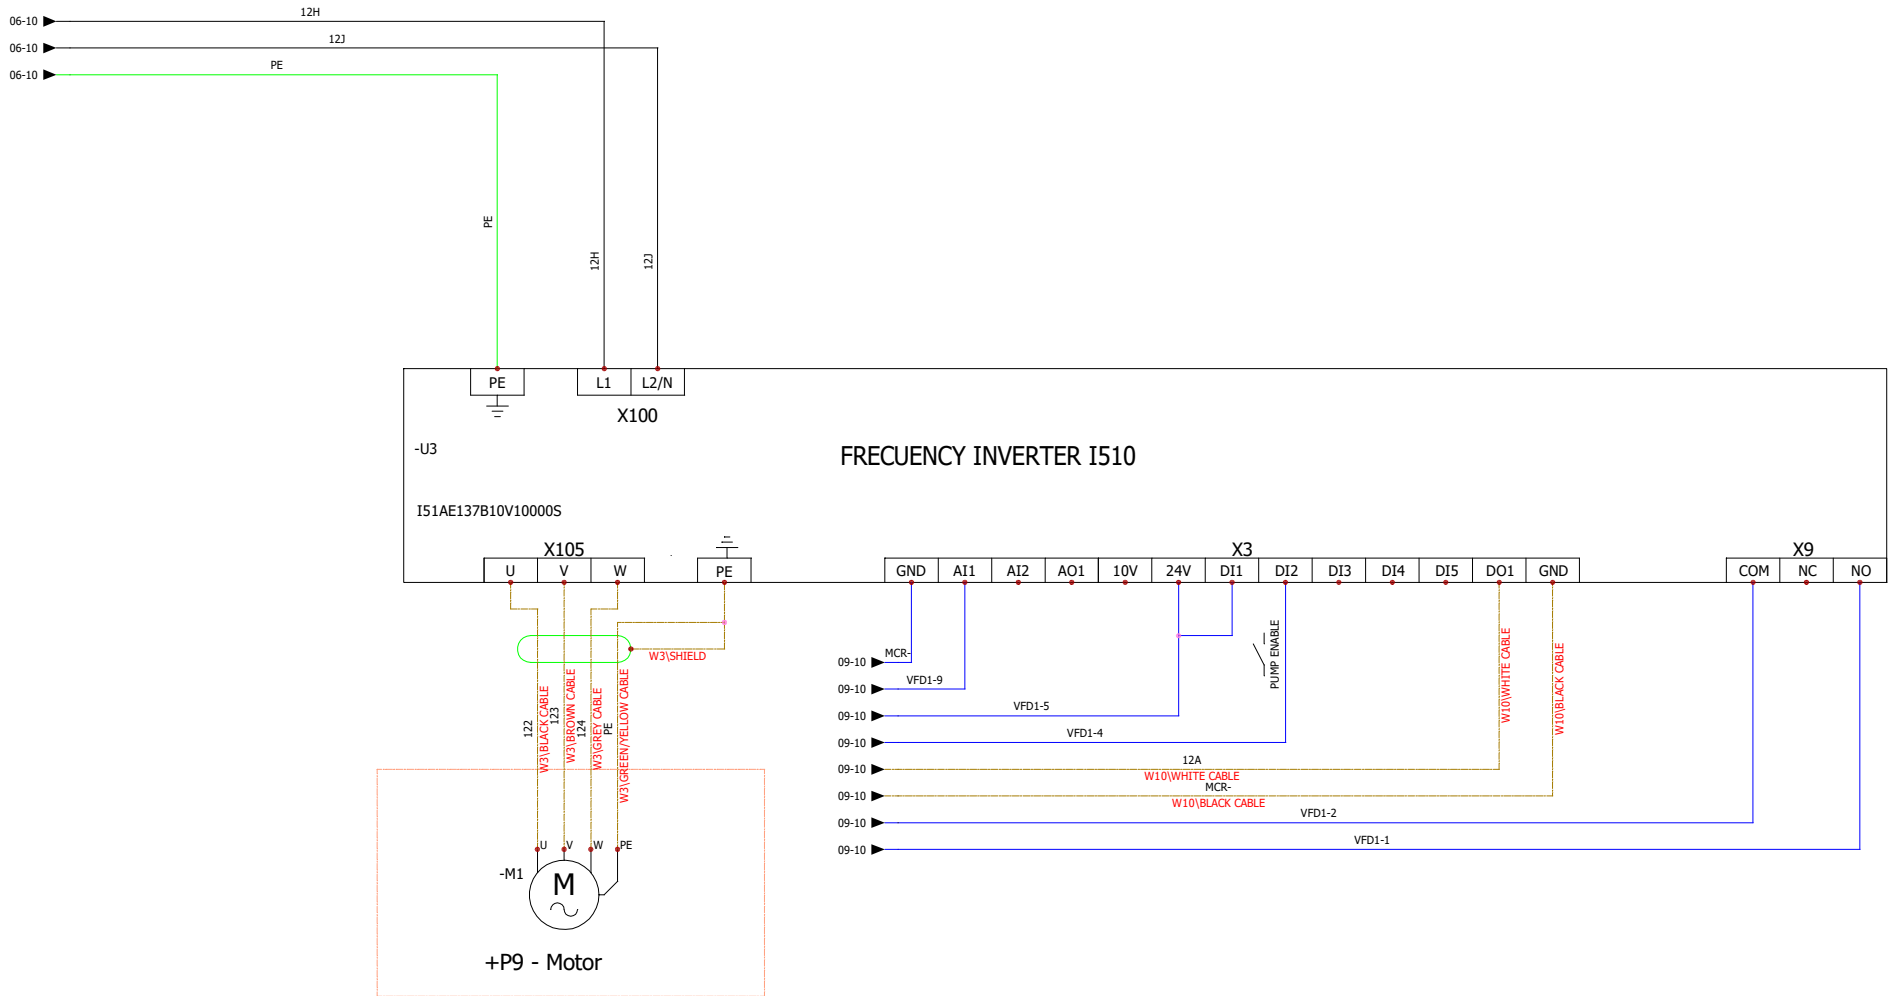 06-10
12H
06-10
12J
06-10
PE
PE
12H
12J
PE
L1
L2/N
X100
-U3
FRECUENCY INVERTER I510
I51AE137B10V10000S
X105
X3
X9
U
V
W
PE
GND
AI1
AI2
AO1
10V
24V
DI1
DI2
DI3
DI4
DI5
DO1
GND
COM
NC
NO
W3\SHIELD
122
W3\BLACK CABLE
123
W3\BROWN CABLE
124
W3\GREY CABLE
PE
W3\GREEN/YELLOW CABLE
PUMP ENABLE
W10\WHITE CABLE
W10\BLACK CABLE
09-10
MCR-
09-10
VFD1-9
09-10
VFD1-5
09-10
VFD1-4
09-10
12A
W10\WHITE CABLE
09-10
MCR-
W10\BLACK CABLE
09-10
VFD1-2
09-10
VFD1-1
U
V
W
PE
-M1
M
+P9 - Motor